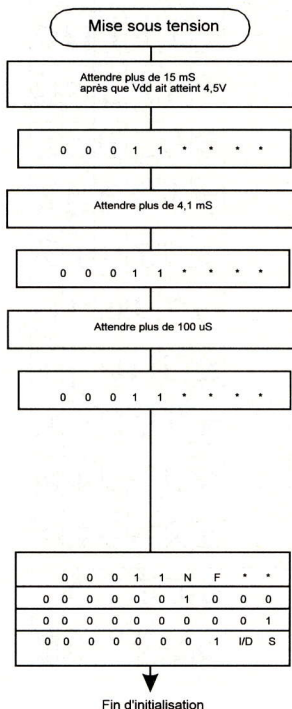 Mise sous tension
Attendre plus de 15 mS
après que Vdd ait atteint 4,5V
0 0 0 1 1 * * * *
Attendre plus de 4,1 mS
0 0 0 1 1 * * * *
Attendre plus de 100 uS
0 0 0 1 1 * * * *
0 0 0 1 1 N F * *
0 0 0 0 0 0 1 0 0 0
0 0 0 0 0 0 0 0 1
0 0 0 0 0 0 0 1 I/D S
Fin d'initialisation